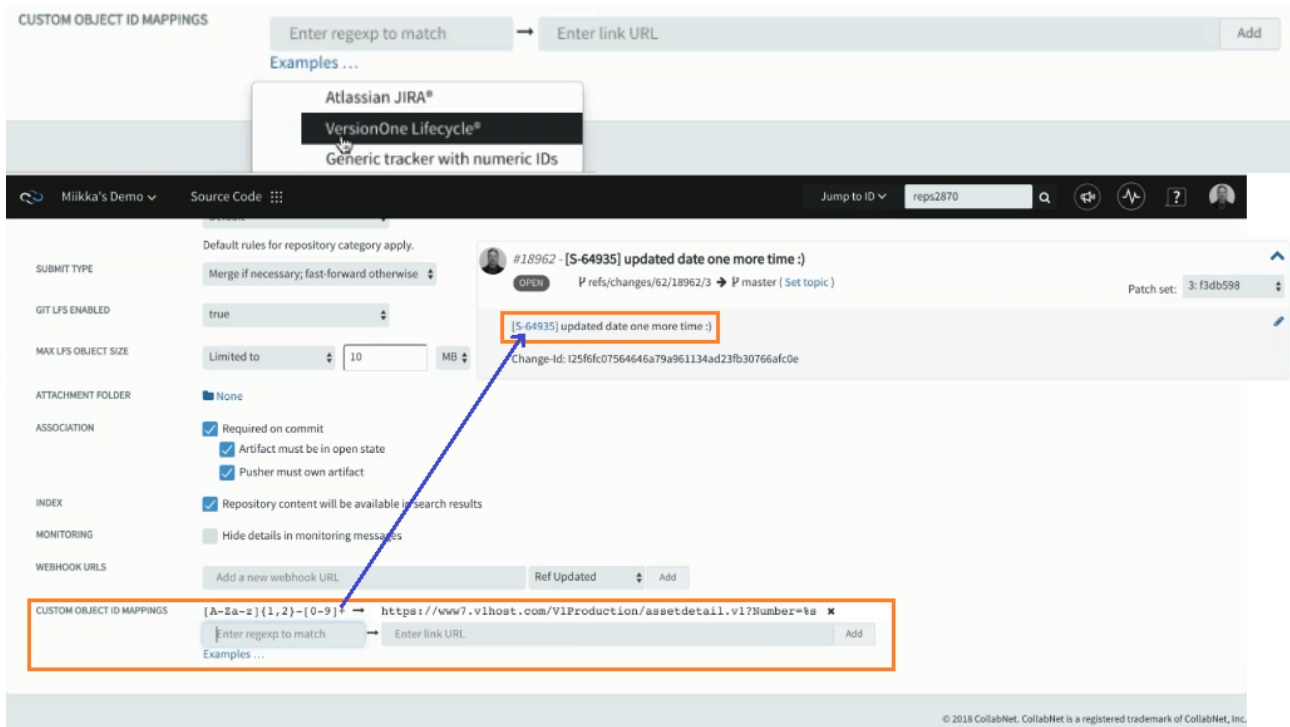 CUSTOM OBJECT ID MAPPINGS
Enter regexp to match → Enter link URL Add
Examples ...
Atlassian JIRA®
VersionOne Lifecycle®
Generic tracker with numeric IDs
Miikka's Demo Source Code Jump to ID reps2870 ?
Default
Default rules for repository category apply.
SUBMIT TYPE Merge if necessary; fast-forward otherwise
#18962 - [S-64935] updated date one more time :)
OPEN refs/changes/62/18962/3 → master ( Set topic )
Patch set: 3: f3db598
[S-64935] updated date one more time :)
Change-Id: I25f6fc07564646a79a961134ad23fb30766afc0e
GIT LFS ENABLED true
MAX LFS OBJECT SIZE Limited to 10 MB
ATTACHMENT FOLDER None
ASSOCIATION Required on commit
Artifact must be in open state
Pusher must own artifact
INDEX Repository content will be available in search results
MONITORING Hide details in monitoring messages
WEBHOOK URLS Add a new webhook URL Ref Updated Add
CUSTOM OBJECT ID MAPPINGS [A-Za-z]{1,2}-[0-9]+ → https://www7.v1host.com/V1Production/assetdetail.v1?Number=%s ×
Enter regexp to match → Enter link URL Add
Examples ...
© 2018 CollabNet. CollabNet is a registered trademark of CollabNet, Inc.